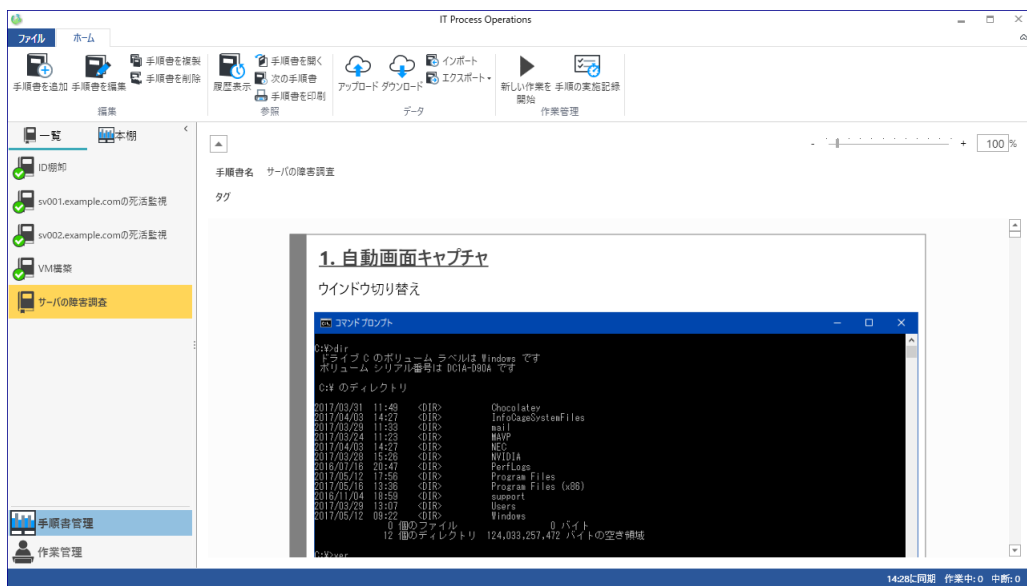 IT Process Operations
ファイル ホーム
手順書を追加 手順書を編集 手順書を複製 手順書を削除
編集
履歴表示 手順書を開く 次の手順書 手順書を印刷
参照
アップロード ダウンロード インポート エクスポート
データ
新しい作業を開始 手順の実施記録
作業管理
一覧 本棚
ID棚卸
sv001.example.comの死活監視
sv002.example.comの死活監視
VM構築
サーバの障害調査
手順書管理
作業管理
- + 100 %
手順書名 サーバの障害調査
タグ
1. 自動画面キャプチャ
ウインドウ切り替え
コマンド プロンプト
C:¥>dir
ドライブ C のボリューム ラベルは Windows です
ボリューム シリアル番号は DC1A-D90A です
C:¥ のディレクトリ
2017/03/31 11:49 <DIR> Chocolatey
2017/04/03 14:27 <DIR> InfoCageSystemFiles
2017/03/29 11:33 <DIR> mail
2017/03/24 11:23 <DIR> MAVP
2017/04/03 14:27 <DIR> NEC
2017/03/28 15:26 <DIR> NVIDIA
2016/07/16 20:47 <DIR> PerfLogs
2017/05/12 17:56 <DIR> Program Files
2017/05/16 13:36 <DIR> Program Files (x86)
2016/11/04 18:59 <DIR> support
2017/03/29 13:07 <DIR> Users
2017/05/12 09:22 <DIR> Windows
0 個のファイル 0 バイト
12 個のディレクトリ 124,033,257,472 バイトの空き領域
C:¥>ver
14:28に同期 作業中: 0 中断: 0